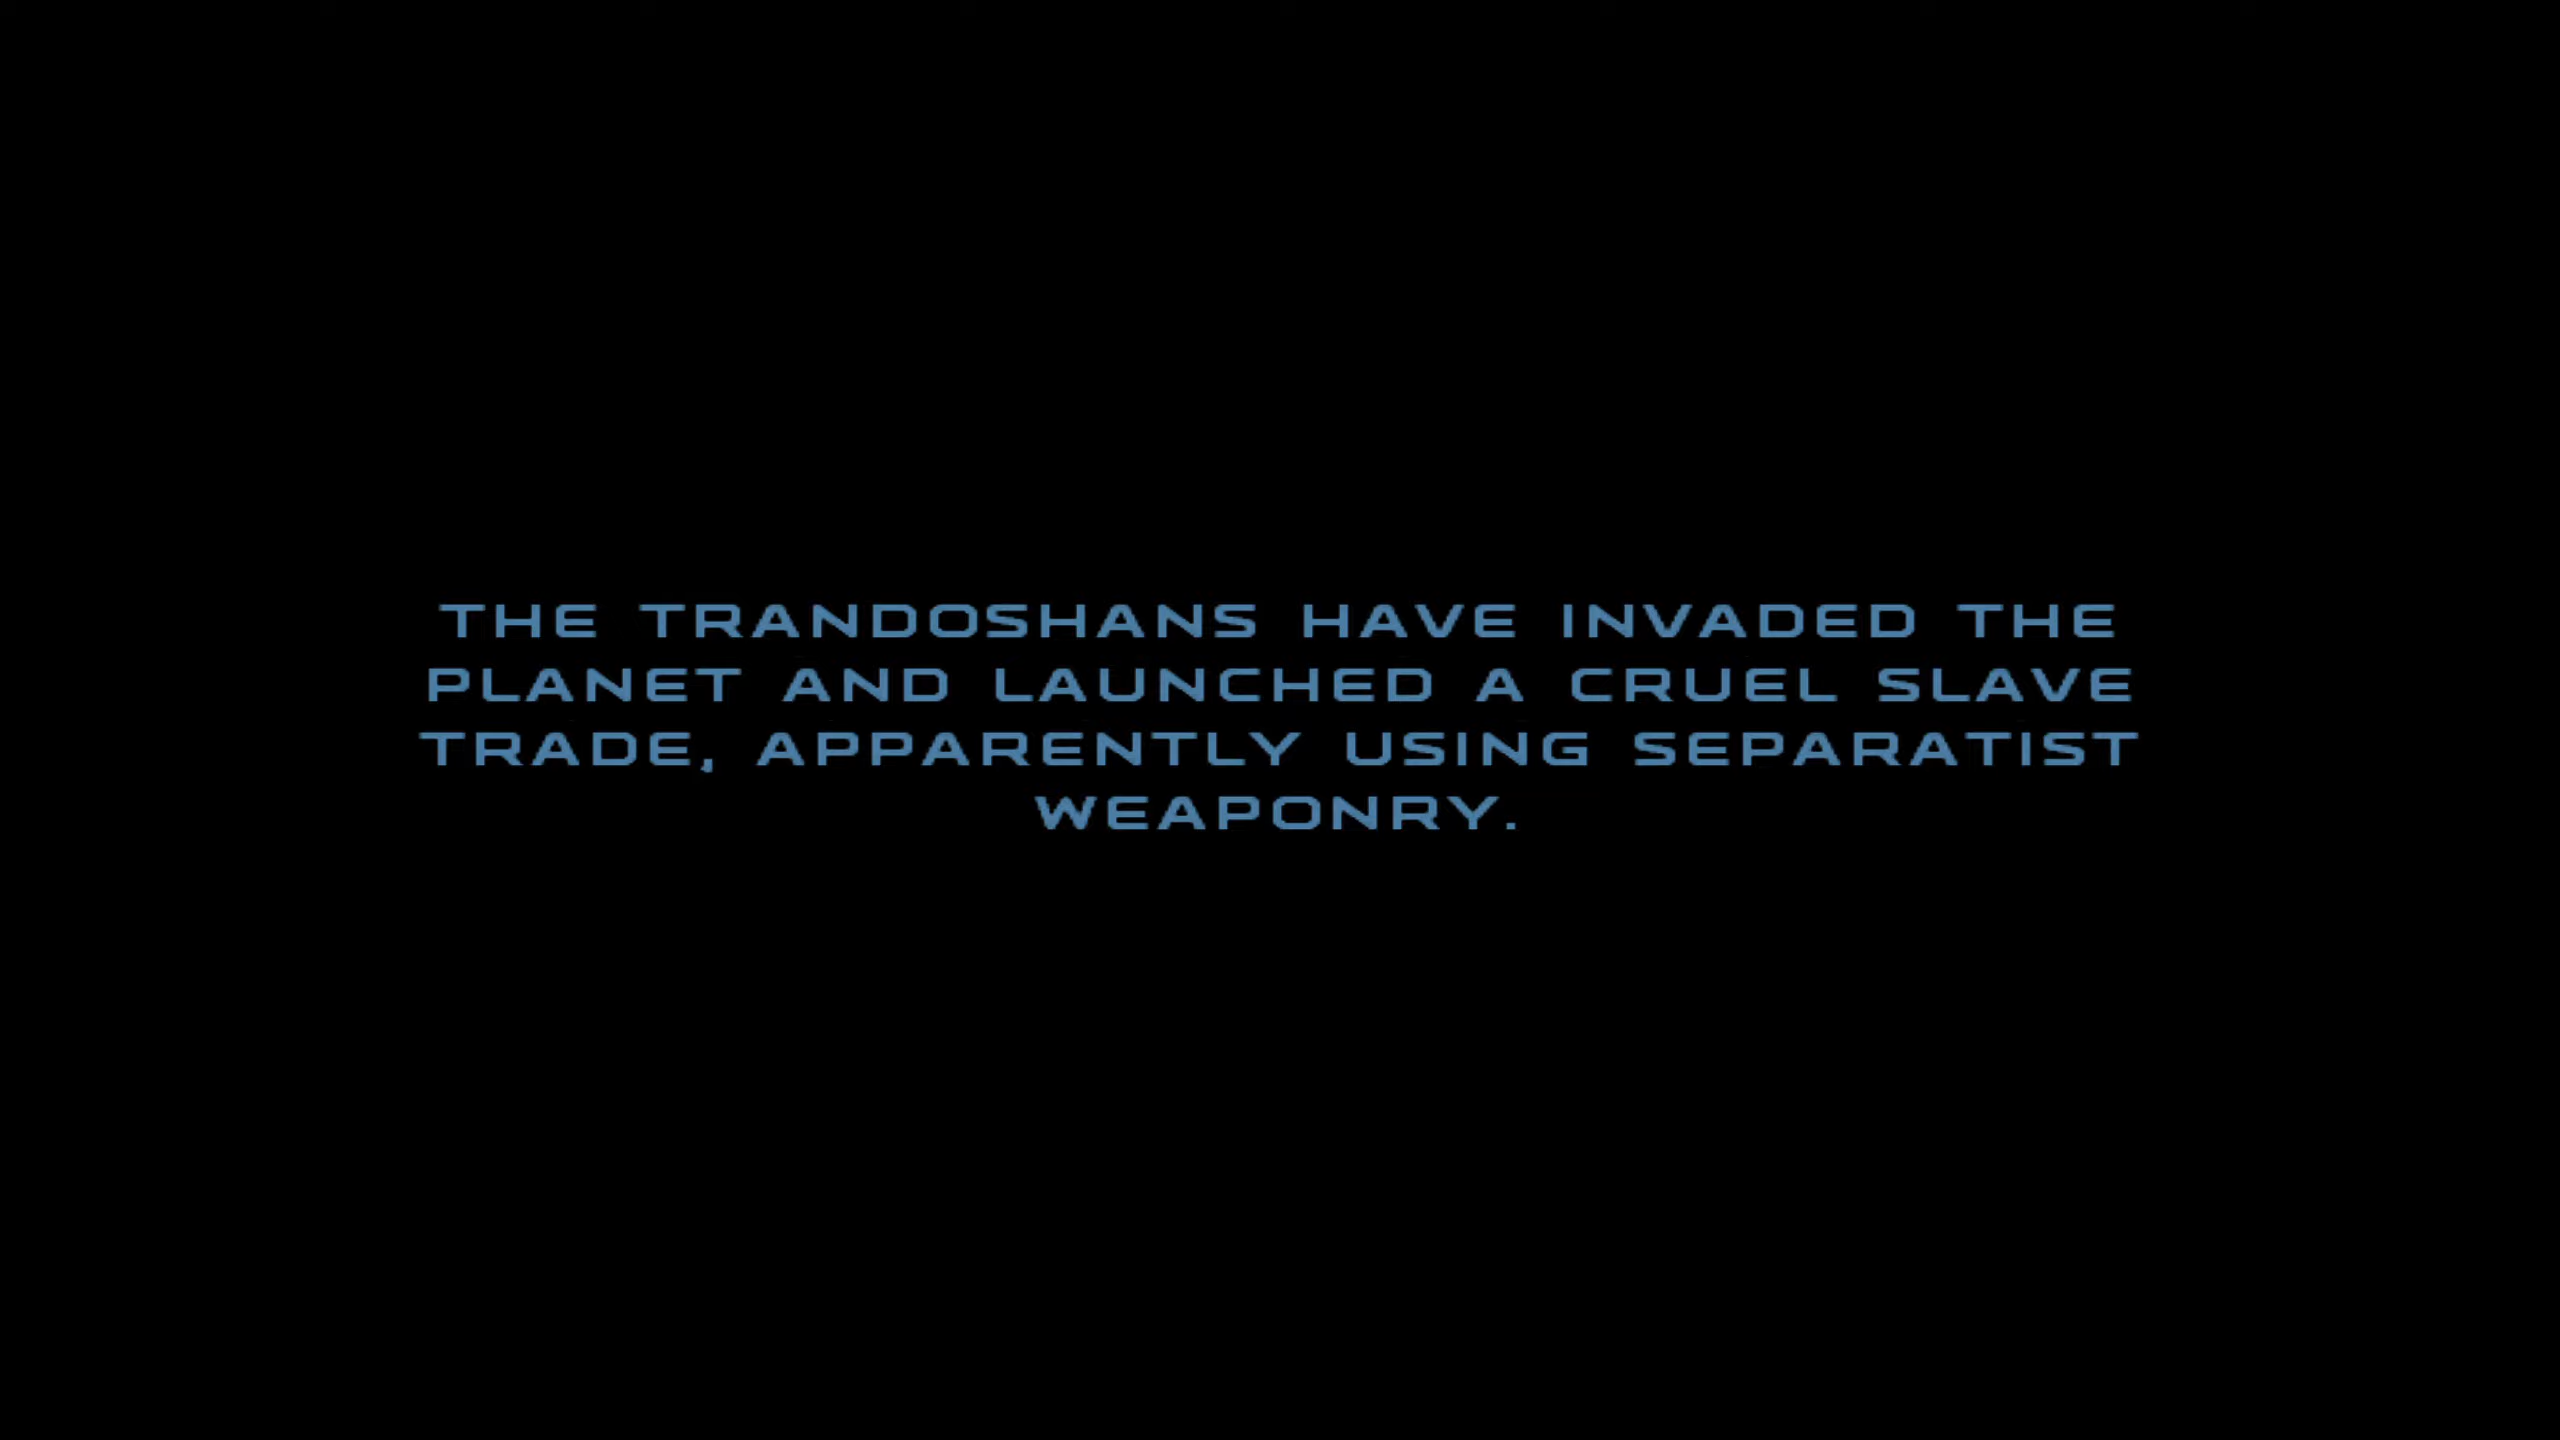 THE TRANDOSHANS HAVE INVADED THE
PLANET AND LAUNCHED A CRUEL SLAVE
TRADE, APPARENTLY USING SEPARATIST
WEAPONRY.